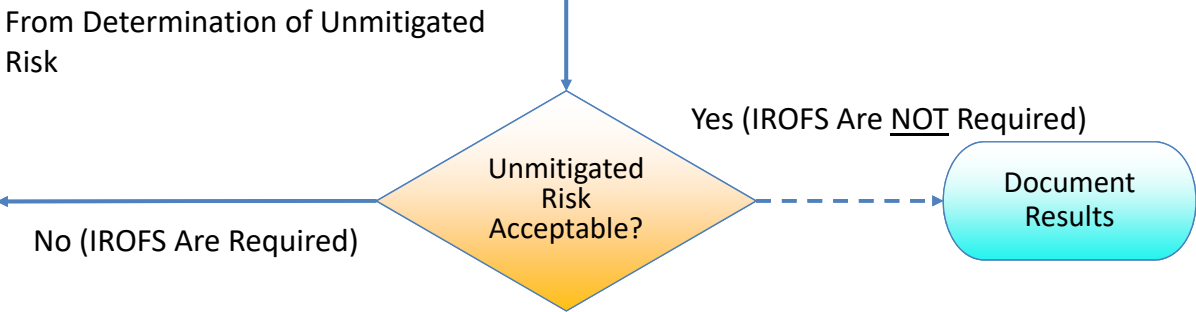 From Determination of Unmitigated
Risk
Yes (IROFS Are NOT Required)
Unmitigated
Risk
Acceptable?
Document
Results
No (IROFS Are Required)